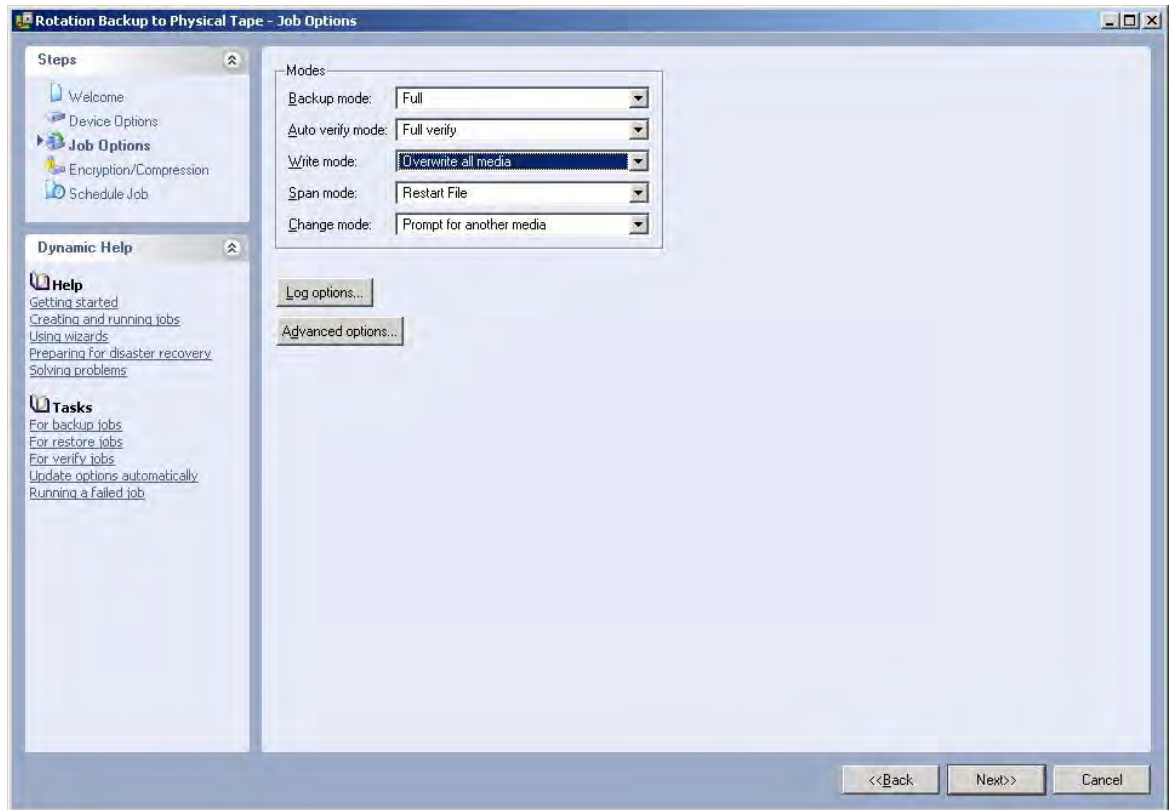 Rotation Backup to Physical Tape - Job Options
Steps
Welcome
Device Options
Job Options
Encryption/Compression
Schedule Job
Dynamic Help
Help
Getting started
Creating and running jobs
Using wizards
Preparing for disaster recovery
Solving problems
Tasks
For backup jobs
For restore jobs
For verify jobs
Update options automatically
Running a failed job
Modes
Backup mode: Full
Auto verify mode: Full verify
Write mode: Overwrite all media
Span mode: Restart File
Change mode: Prompt for another media
Log options...
Advanced options...
<<Back Next>> Cancel